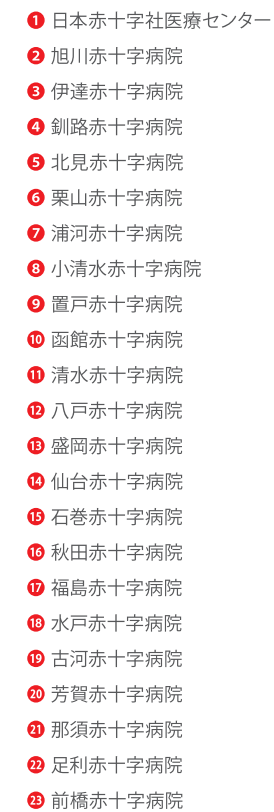 1 日本赤十字社医療センター
2 旭川赤十字病院
3 伊達赤十字病院
4 釧路赤十字病院
5 北見赤十字病院
6 栗山赤十字病院
7 浦河赤十字病院
8 小清水赤十字病院
9 置戸赤十字病院
10 函館赤十字病院
11 清水赤十字病院
12 八戸赤十字病院
13 盛岡赤十字病院
14 仙台赤十字病院
15 石巻赤十字病院
16 秋田赤十字病院
17 福島赤十字病院
18 水戸赤十字病院
19 古河赤十字病院
20 芳賀赤十字病院
21 那須赤十字病院
22 足利赤十字病院
23 前橋赤十字病院